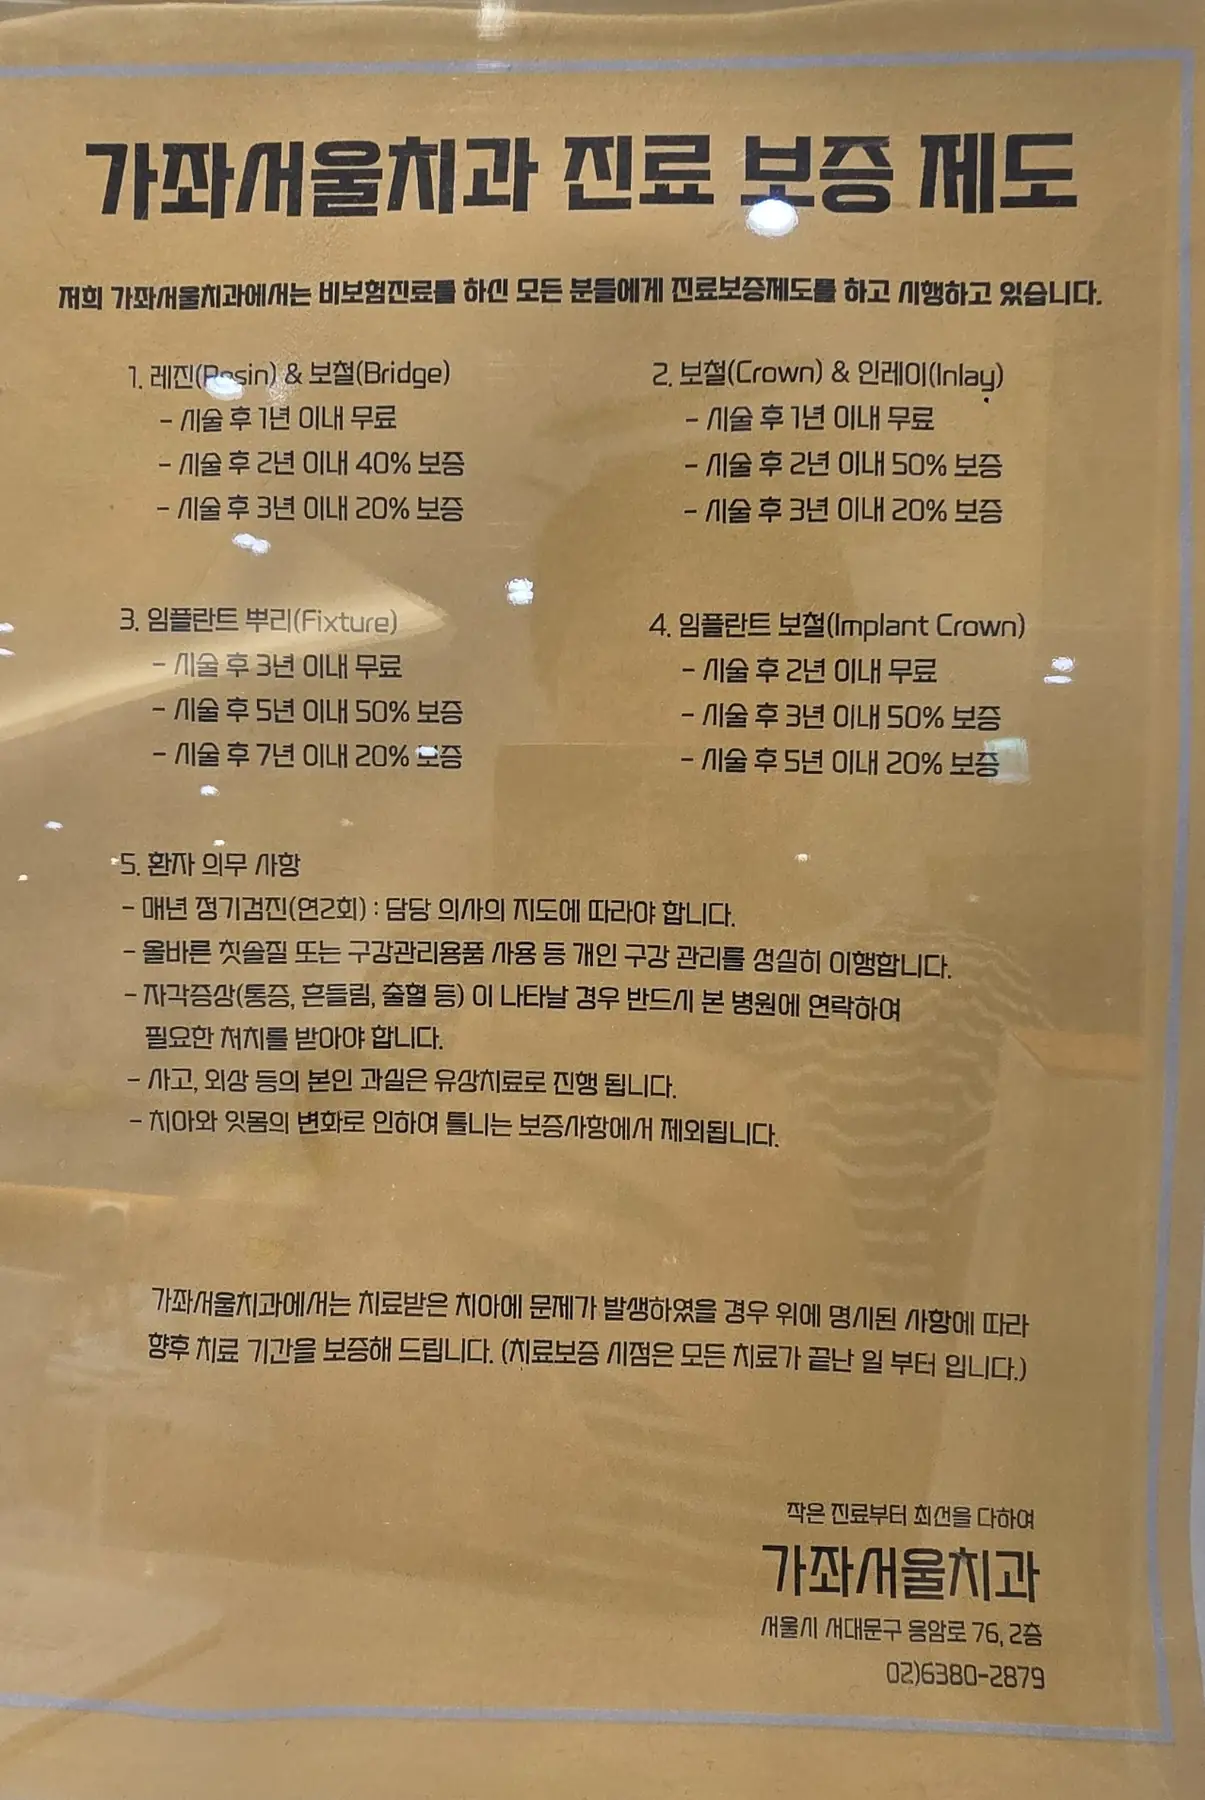 가좌서울치과 진료 보증 제도
저희 가좌서울치과에서는 비보험진료를 하신 모든 분들에게 진료보증제도를 하고 시행하고 있습니다.
1. 레진(Resin) & 보철(Bridge)
- 시술 후 1년 이내 무료
- 시술 후 2년 이내 40% 보증
- 시술 후 3년 이내 20% 보증
2. 보철(Crown) & 인레이(Inlay)
- 시술 후 1년 이내 무료
- 시술 후 2년 이내 50% 보증
- 시술 후 3년 이내 20% 보증
3. 임플란트 뿌리(Fixture)
- 시술 후 3년 이내 무료
- 시술 후 5년 이내 50% 보증
- 시술 후 7년 이내 20% 보증
4. 임플란트 보철(Implant Crown)
- 시술 후 2년 이내 무료
- 시술 후 3년 이내 50% 보증
- 시술 후 5년 이내 20% 보증
5. 환자 의무 사항
- 매년 정기검진(연2회) : 담당 의사의 지도에 따라야 합니다.
- 올바른 칫솔질 또는 구강관리용품 사용 등 개인 구강 관리를 성실히 이행합니다.
- 자각증상(통증, 흔들림, 출혈 등) 이 나타날 경우 반드시 본 병원에 연락하여
필요한 처치를 받아야 합니다.
- 사고, 외상 등의 본인 과실은 유상치료로 진행 됩니다.
- 치아와 잇몸의 변화로 인하여 틀니는 보증사항에서 제외됩니다.
가좌서울치과에서는 치료받은 치아에 문제가 발생하였을 경우 위에 명시된 사항에 따라
향후 치료 기간을 보증해 드립니다. (치료보증 시점은 모든 치료가 끝난 일 부터 입니다.)
작은 진료부터 최선을 다하여
가좌서울치과
서울시 서대문구 응암로 76, 2층
02)6380-2879